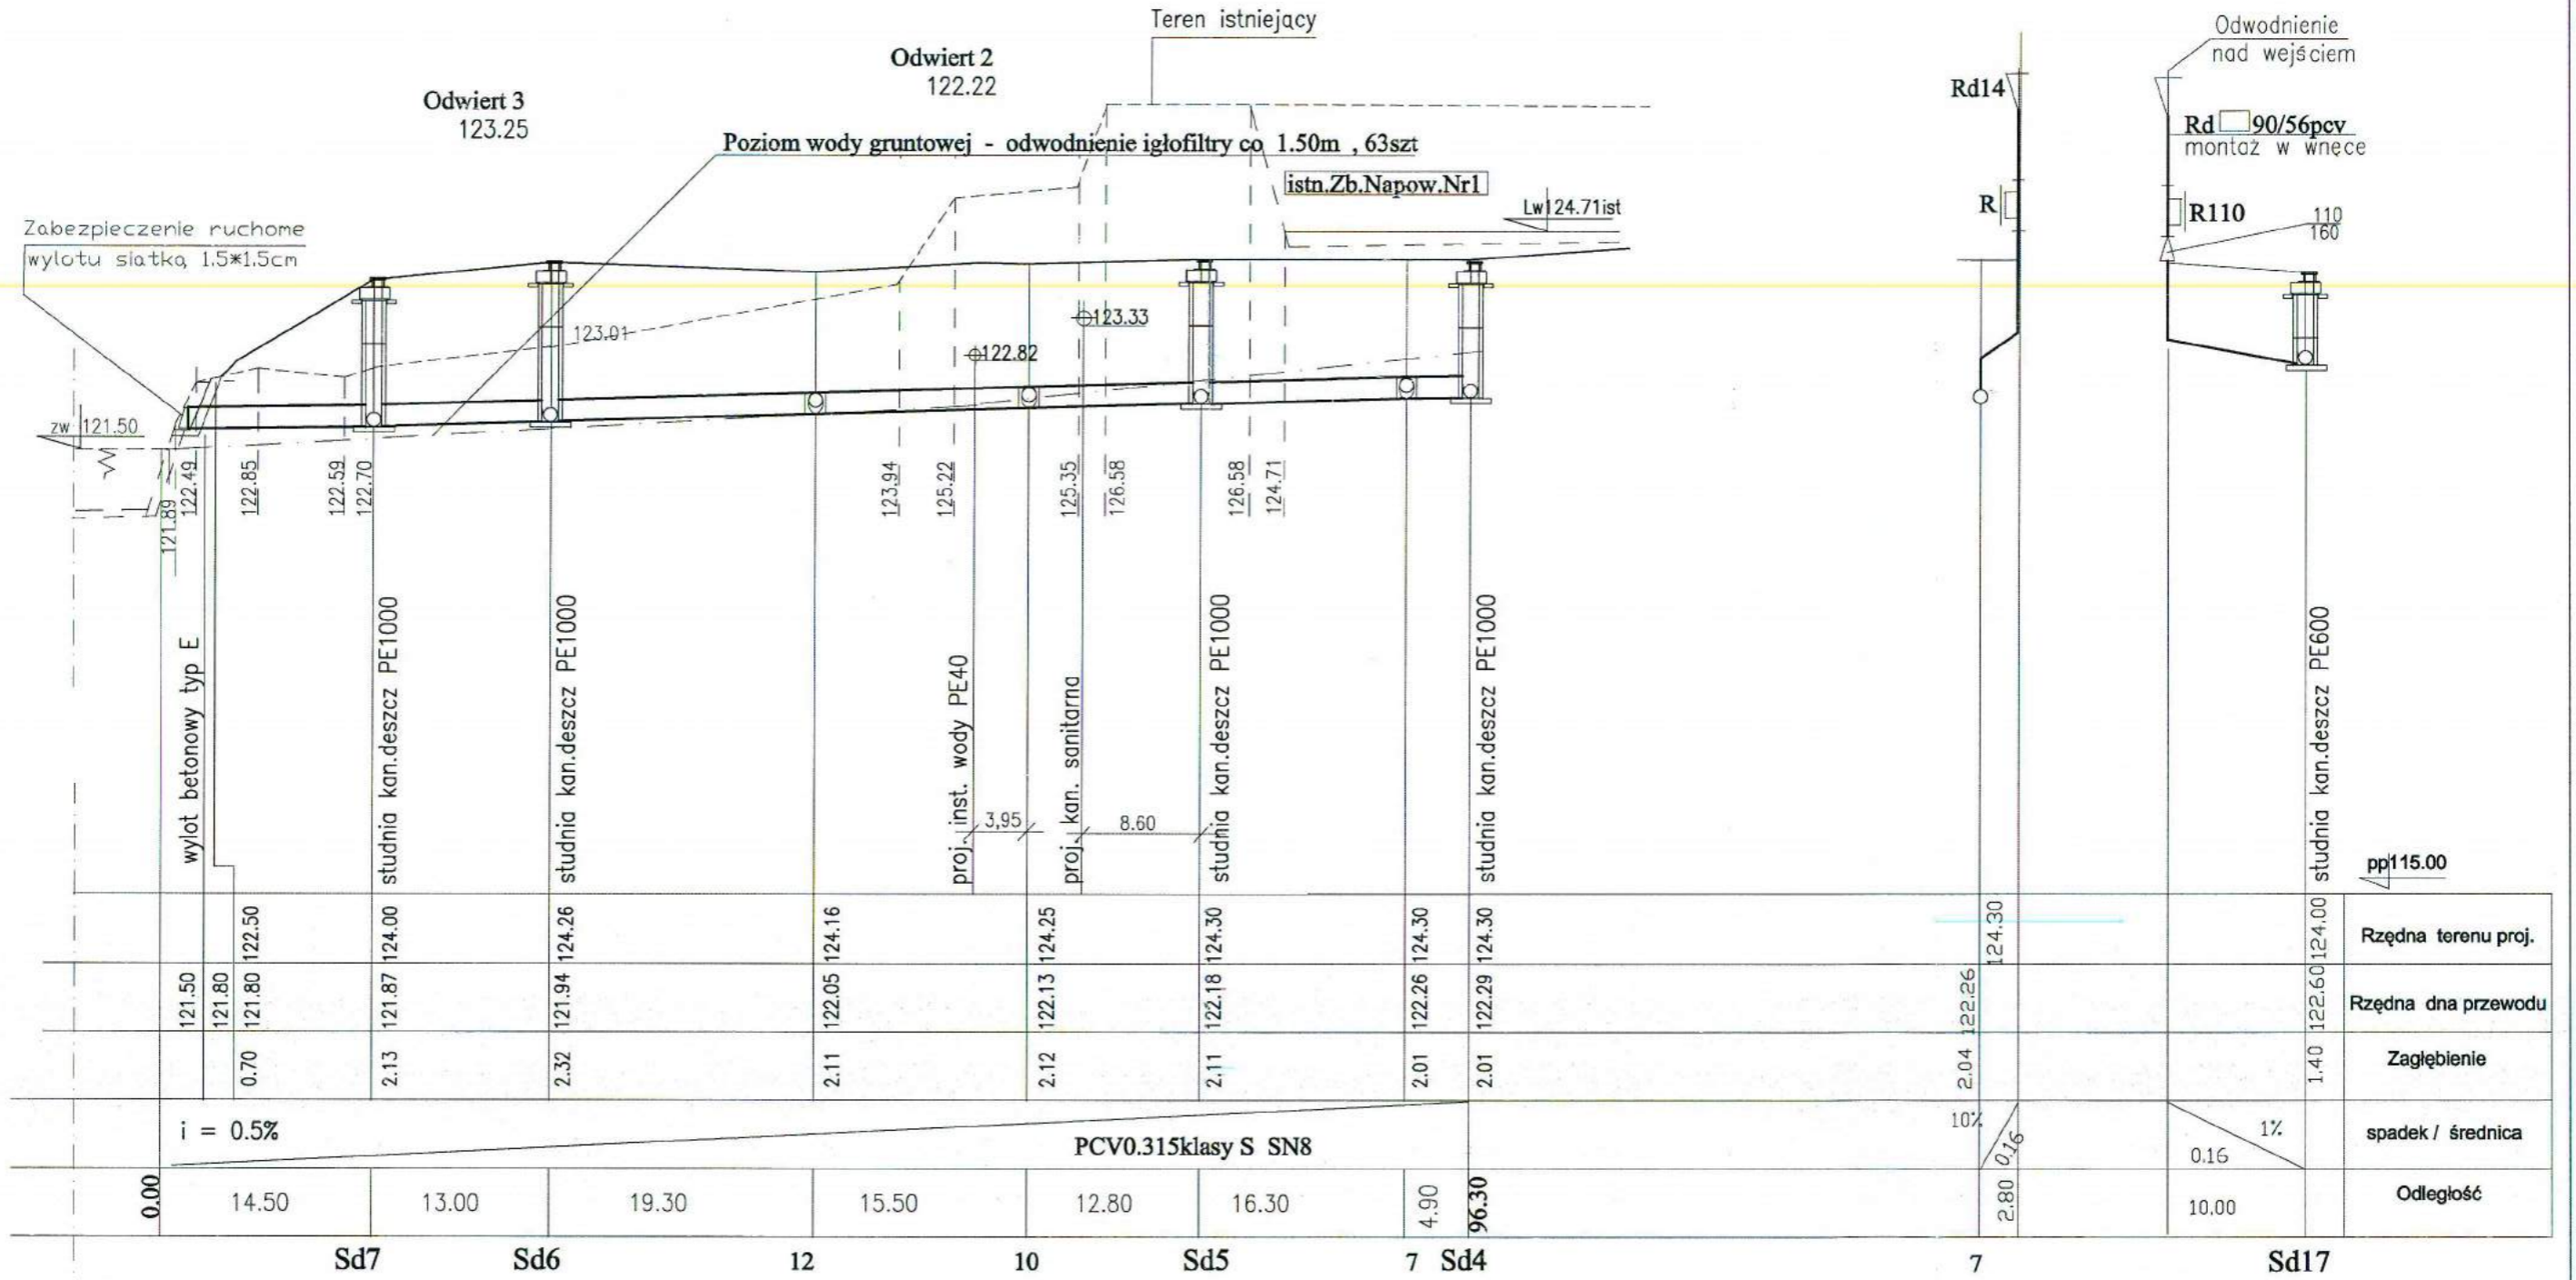 Teren istniejący
Odwiert 2
122.22
Odwiert 3
123.25
Poziom wody gruntowej - odwodnienie igłofiltry co 1.50m , 63szt
istn.Zb.Napow.Nr1
Lw124.71ist
Zabezpieczenie ruchome
wylotu siatką 1.5*1.5cm
Odwodnienie
nad wejściem
Rd14
Rd 90/56pcv
montaż w wnęce
R
R110
110
160
123.01
123.33
122.82
zw 121.50
121.89
122.49
122.85
122.59
122.70
123.94
125.22
125.35
126.58
126.58
124.71
wylot betonowy typ E
studnia kan.deszcz PE1000
studnia kan.deszcz PE1000
proj. inst. wody PE40
proj. kan. sanitarna
studnia kan.deszcz PE1000
studnia kan.deszcz PE1000
studnia kan.deszcz PE600
3,95
8.60
pp115.00
122.50 124.00 124.26 124.16 124.25 124.30 124.30 124.30 124.30 124.00 Rzędna terenu proj.
121.50 121.80 121.80 121.87 121.94 122.05 122.13 122.18 122.26 122.29 122.26 122.60 Rzędna dna przewodu
0.70 2.13 2.32 2.11 2.12 2.11 2.01 2.01 2.04 1.40 Zagłębienie
i = 0.5% PCV0.315klasy S SN8 10% 0.16 0.16 1% spadek / średnica
0.00 14.50 13.00 19.30 15.50 12.80 16.30 4.90 96.30 2.80 10,00 Odległość
Sd7 Sd6 12 10 Sd5 7 Sd4 7 Sd17